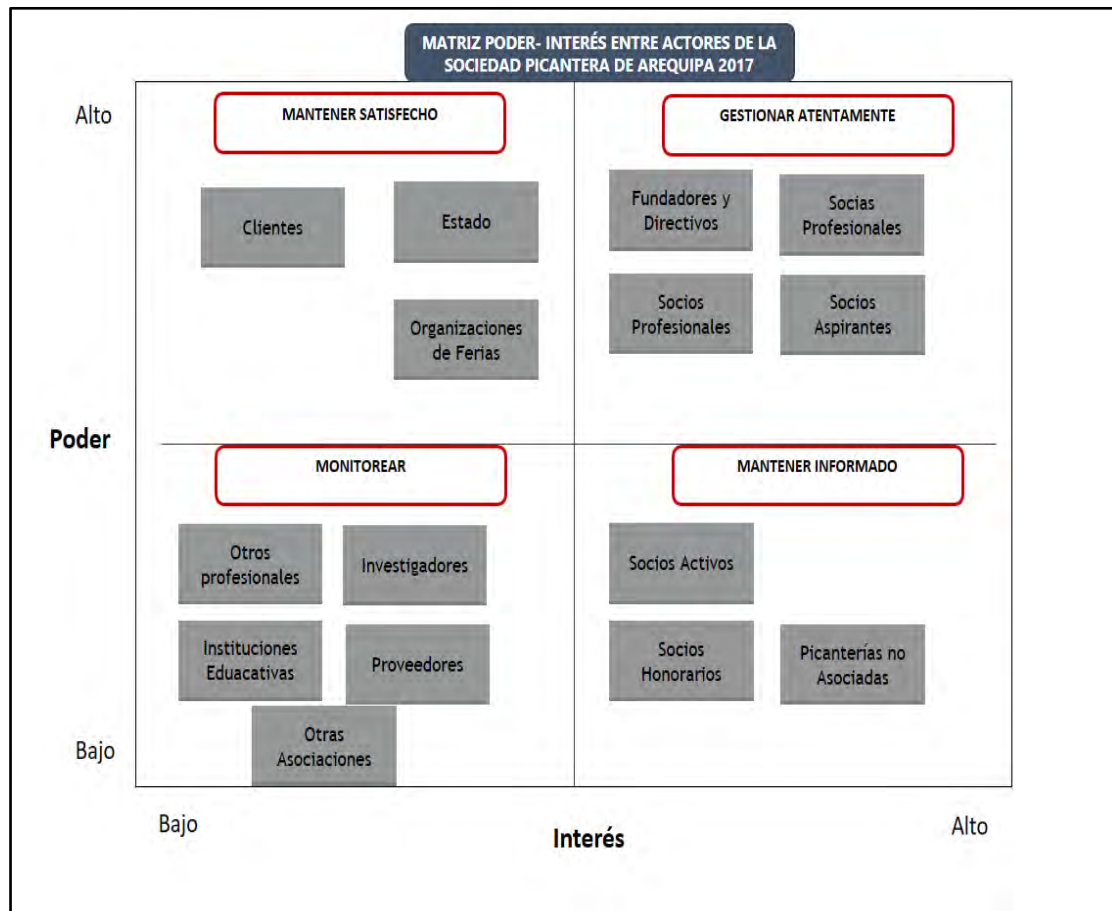 MATRIZ PODER- INTERÉS ENTRE ACTORES DE LA
SOCIEDAD PICANTERA DE AREQUIPA 2017
Alto
MANTENER SATISFECHO
GESTIONAR ATENTAMENTE
Clientes
Estado
Fundadores y
Directivos
Socias
Profesionales
Organizaciones
de Ferias
Socios
Profesionales
Socios
Aspirantes
Poder
MONITOREAR
MANTENER INFORMADO
Otros
profesionales
Investigadores
Socios Activos
Instituciones
Eduacativas
Proveedores
Socios
Honorarios
Picanterías no
Asociadas
Otras
Asociaciones
Bajo
Bajo
Interés
Alto